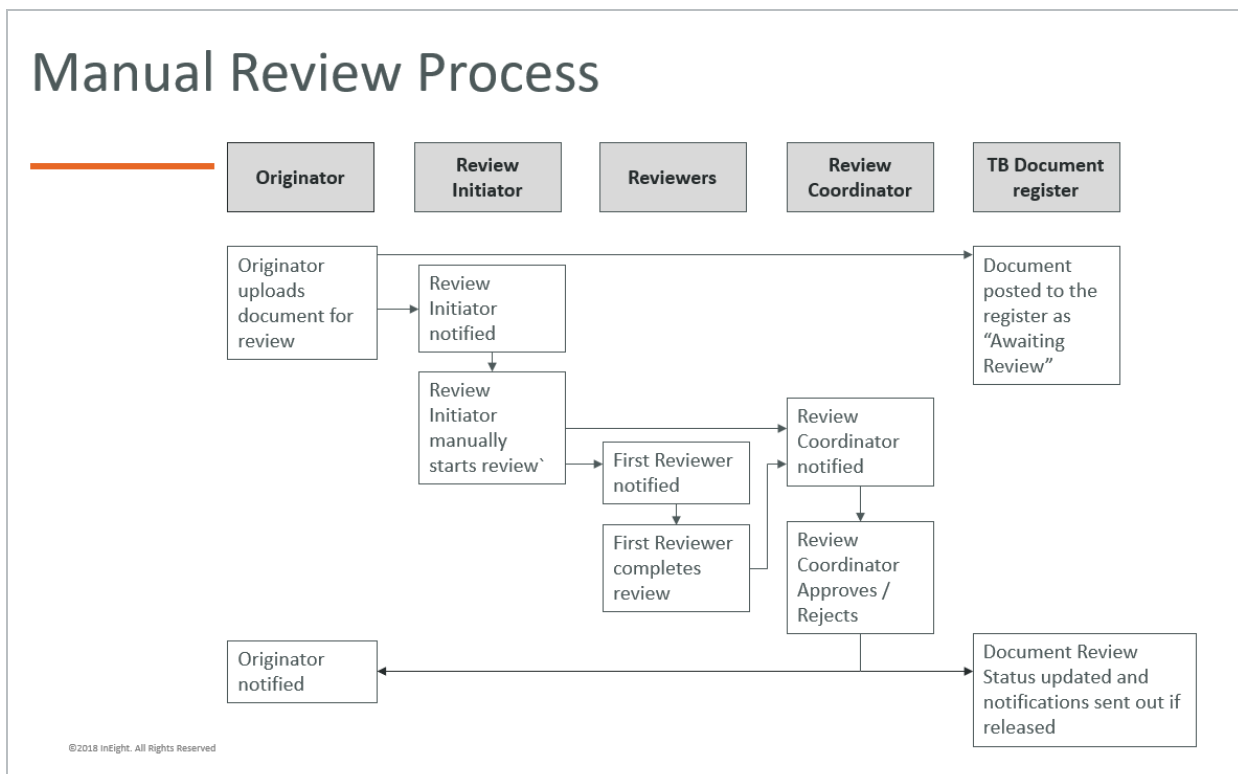 Manual Review Process
Originator
Review
Initiator
Reviewers
Review
Coordinator
TB Document
register
Originator
uploads
document for
review
Review
Initiator
notified
Document
posted to the
register as
“Awaiting
Review”
Review
Initiator
manually
starts review`
Review
Coordinator
notified
First Reviewer
notified
First Reviewer
completes
review
Review
Coordinator
Approves /
Rejects
Originator
notified
Document Review
Status updated and
notifications sent out if
released
©2018 InEight. All Rights Reserved